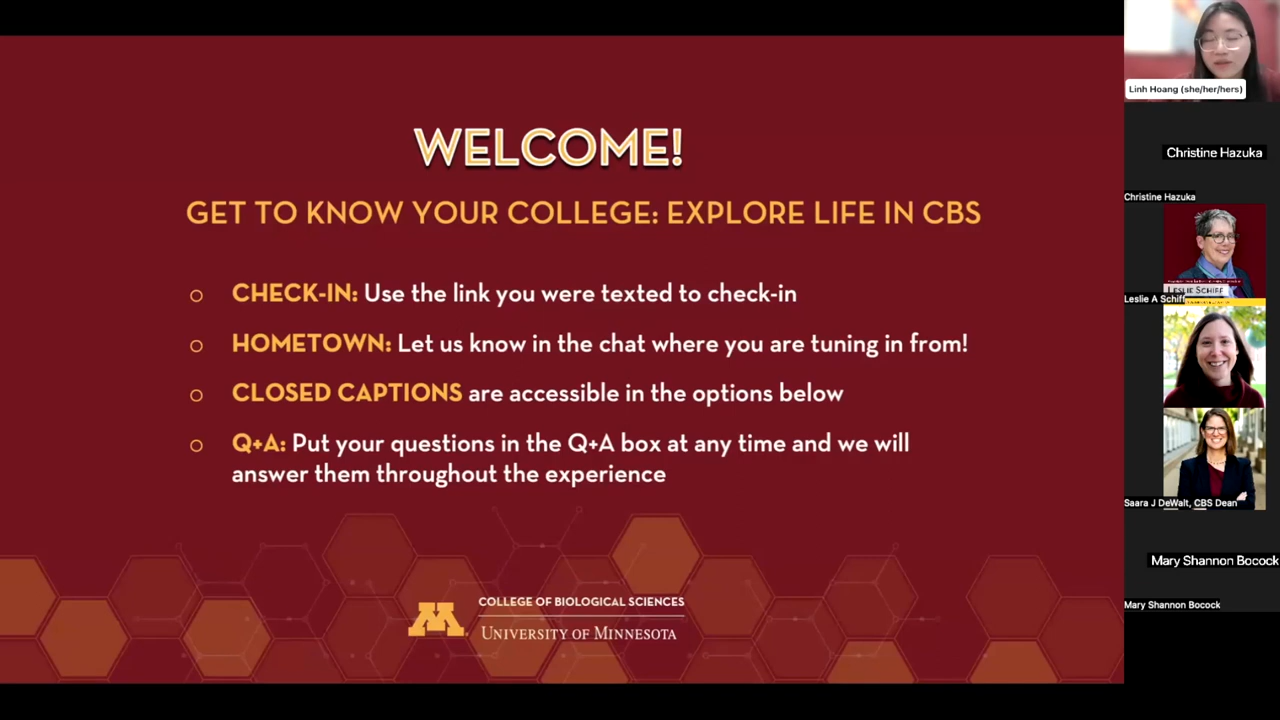 WELCOME!
GET TO KNOW YOUR COLLEGE: EXPLORE LIFE IN CBS
CHECK-IN: Use the link you were texted to check-in
HOMETOWN: Let us know in the chat where you are tuning in from!
CLOSED CAPTIONS are accessible in the options below
Q+A: Put your questions in the Q+A box at any time and we will
answer them throughout the experience
M
COLLEGE OF BIOLOGICAL SCIENCES
UNIVERSITY OF MINNESOTA
Linh Hoang (she/her/hers)
Christine Hazuka
Christine Hazuka
LESLIE SCHIFF
Leslie A Schiff
Saara J DeWalt, CBS Dean
Mary Shannon Bocock
Mary Shannon Bocock